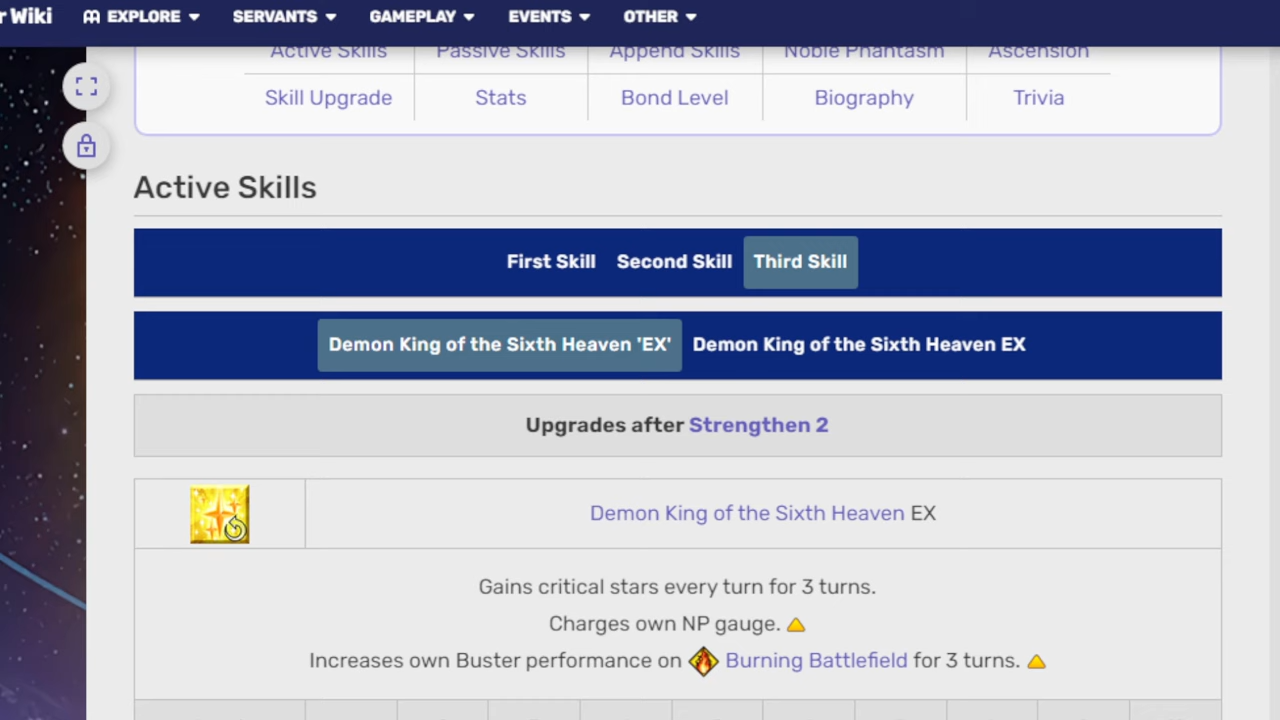 r Wiki EXPLORE SERVANTS GAMEPLAY EVENTS OTHER
Active Skills Passive Skills Append Skills Noble Phantasm Ascension
Skill Upgrade Stats Bond Level Biography Trivia
Active Skills
First Skill Second Skill Third Skill
Demon King of the Sixth Heaven 'EX' Demon King of the Sixth Heaven EX
Upgrades after Strengthen 2
Demon King of the Sixth Heaven EX
Gains critical stars every turn for 3 turns.
Charges own NP gauge.
Increases own Buster performance on Burning Battlefield for 3 turns.